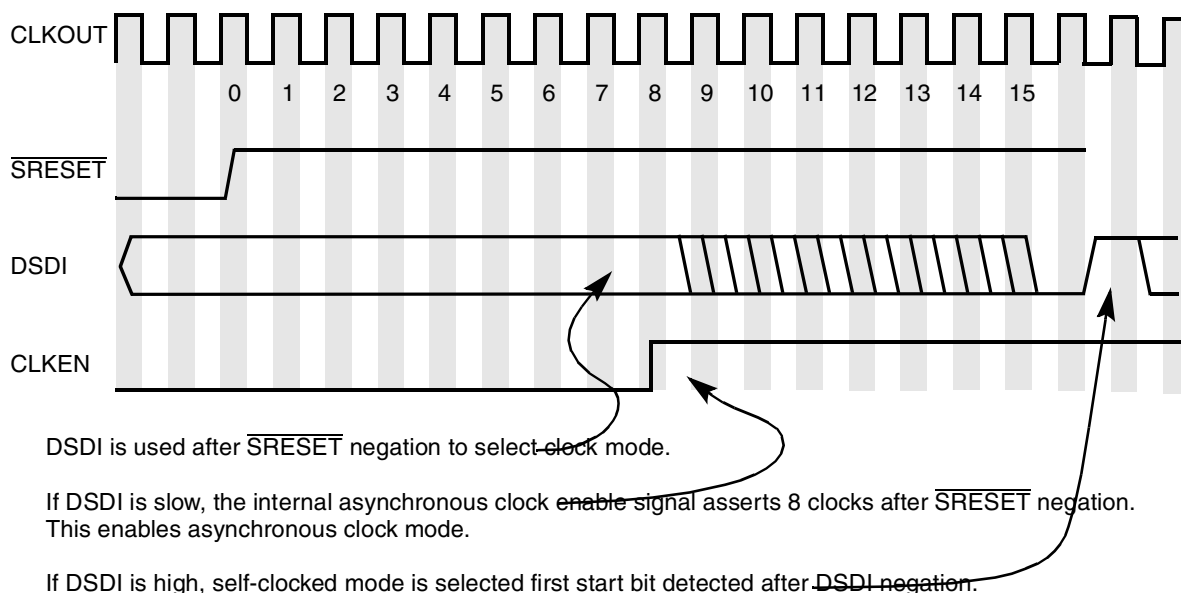 CLKOUT
0 1 2 3 4 5 6 7 8 9 10 11 12 13 14 15
SRESET
DSDI
CLKEN
DSDI is used after SRESET negation to select clock mode.
If DSDI is slow, the internal asynchronous clock enable signal asserts 8 clocks after SRESET negation.
This enables asynchronous clock mode.
If DSDI is high, self-clocked mode is selected first start bit detected after DSDI negation.